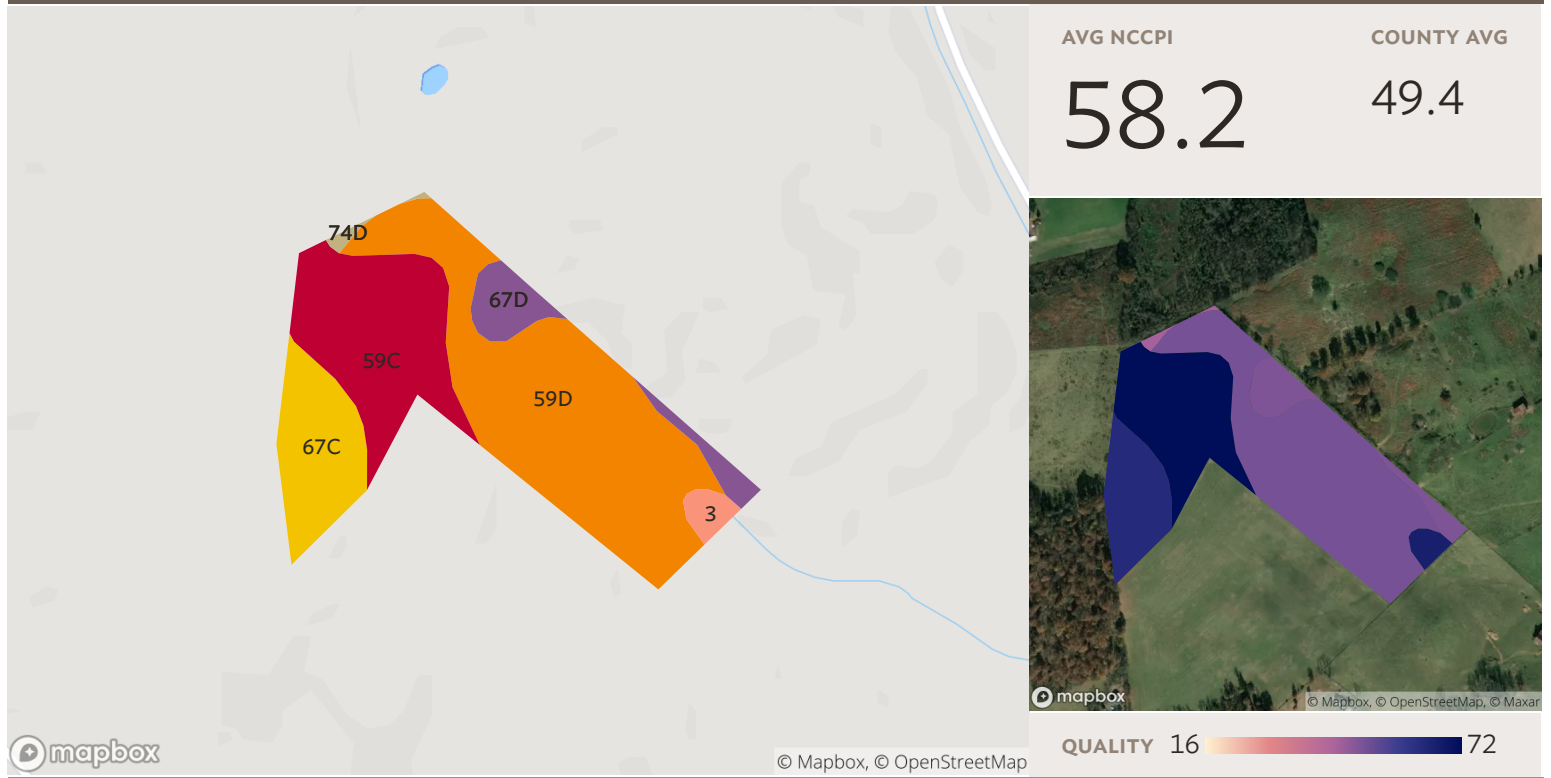 74D
67D
59C
59D
67C
3
mapbox
© Mapbox, © OpenStreetMap
AVG NCCPI
COUNTY AVG
58.2
49.4
mapbox
© Mapbox, © OpenStreetMap, © Maxar
QUALITY 16 72